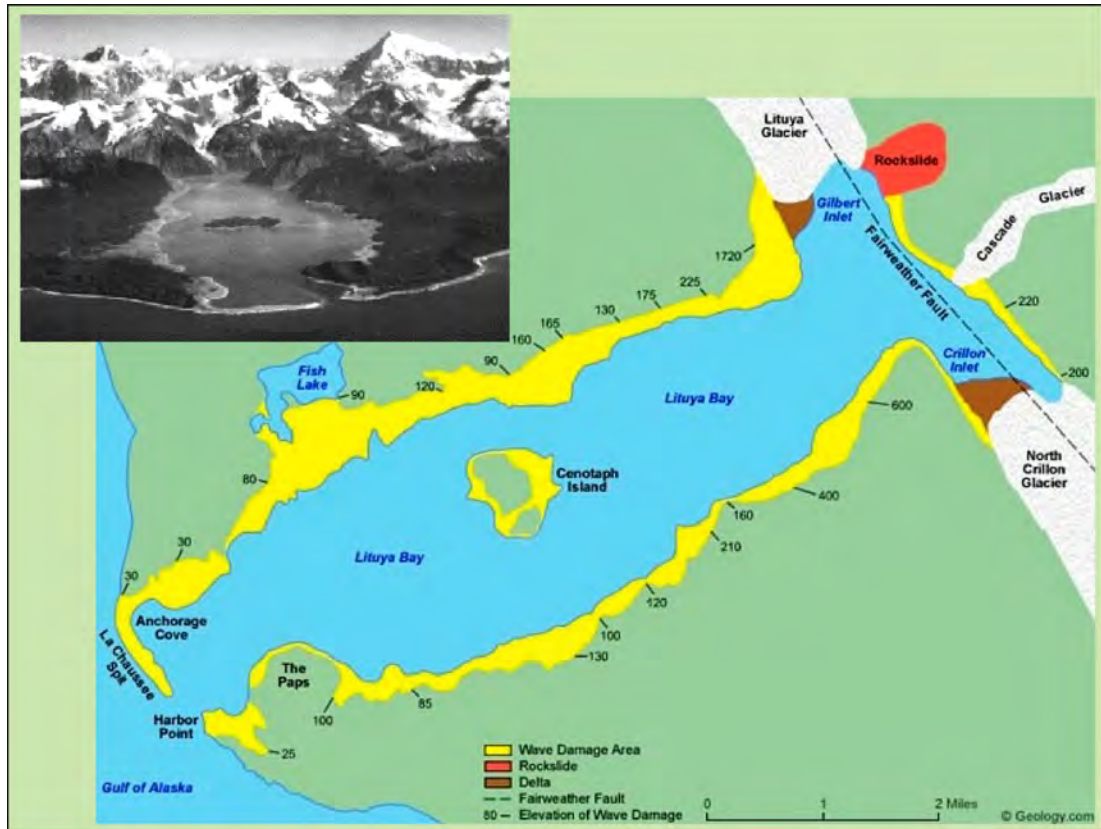 Lituya
Glacier
Rockslide
Gilbert
Inlet
Cascade
Glacier
1720
Fairweather Fault
225
175
130
165
160
90
220
Fish
Lake
120
90
Crillon
Inlet
200
Lituya Bay
600
80
Cenotaph
Island
North
Crillon
Glacier
400
160
210
30
Lituya Bay
30
120
Anchorage
Cove
100
130
La Chaussee
Spit
The
Paps
Harbor
Point
100
85
25
Gulf of Alaska
Wave Damage Area
Rockslide
Delta
Fairweather Fault
80 — Elevation of Wave Damage
0 1 2 Miles
© Geology.com